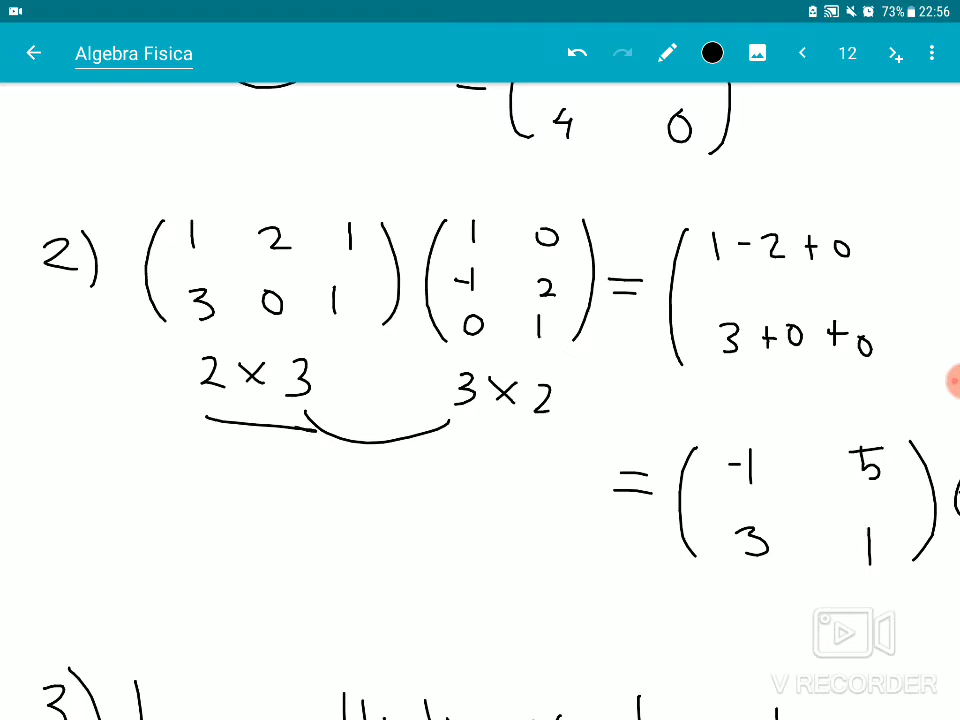 73% 22:56
Algebra Fisica 12
= ( 4 0 )
2) ( 1 2 1 ) ( 1 0 ) = ( 1 - 2 + 0
-1 2
3 0 1 0 1 3 + 0 + 0
2 × 3 3 × 2
= ( -1 5 )
3 1
V RECORDER
3)